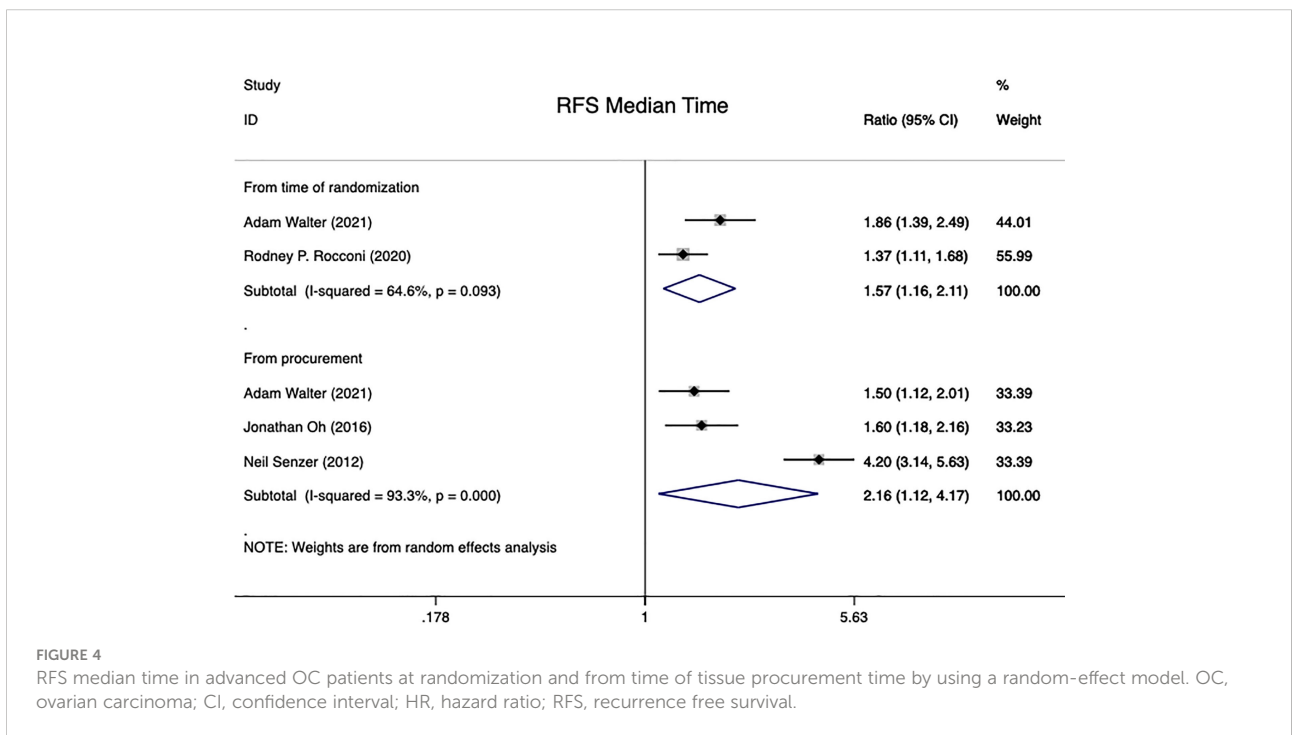 Study
%
RFS Median Time
ID
Ratio (95% CI)
Weight
From time of randomization
Adam Walter (2021) 1.86 (1.39, 2.49) 44.01
Rodney P. Rocconi (2020) 1.37 (1.11, 1.68) 55.99
Subtotal (I-squared = 64.6%, p = 0.093) 1.57 (1.16, 2.11) 100.00
.
From procurement
Adam Walter (2021) 1.50 (1.12, 2.01) 33.39
Jonathan Oh (2016) 1.60 (1.18, 2.16) 33.23
Neil Senzer (2012) 4.20 (3.14, 5.63) 33.39
Subtotal (I-squared = 93.3%, p = 0.000) 2.16 (1.12, 4.17) 100.00
.
NOTE: Weights are from random effects analysis
.178 1 5.63
FIGURE 4
RFS median time in advanced OC patients at randomization and from time of tissue procurement time by using a random-effect model. OC,
ovarian carcinoma; CI, confidence interval; HR, hazard ratio; RFS, recurrence free survival.